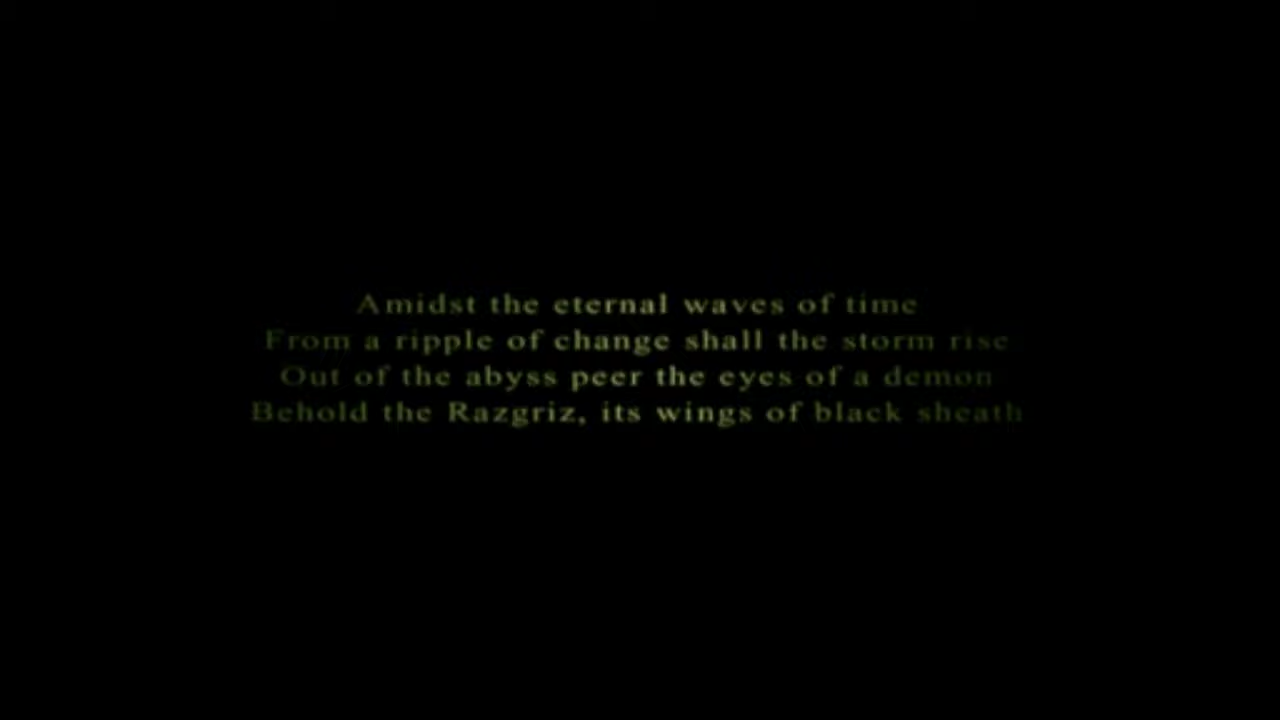 Amidst the eternal waves of time
From a ripple of change shall the storm rise
Out of the abyss peer the eyes of a demon
Behold the Razgriz, its wings of black sheath